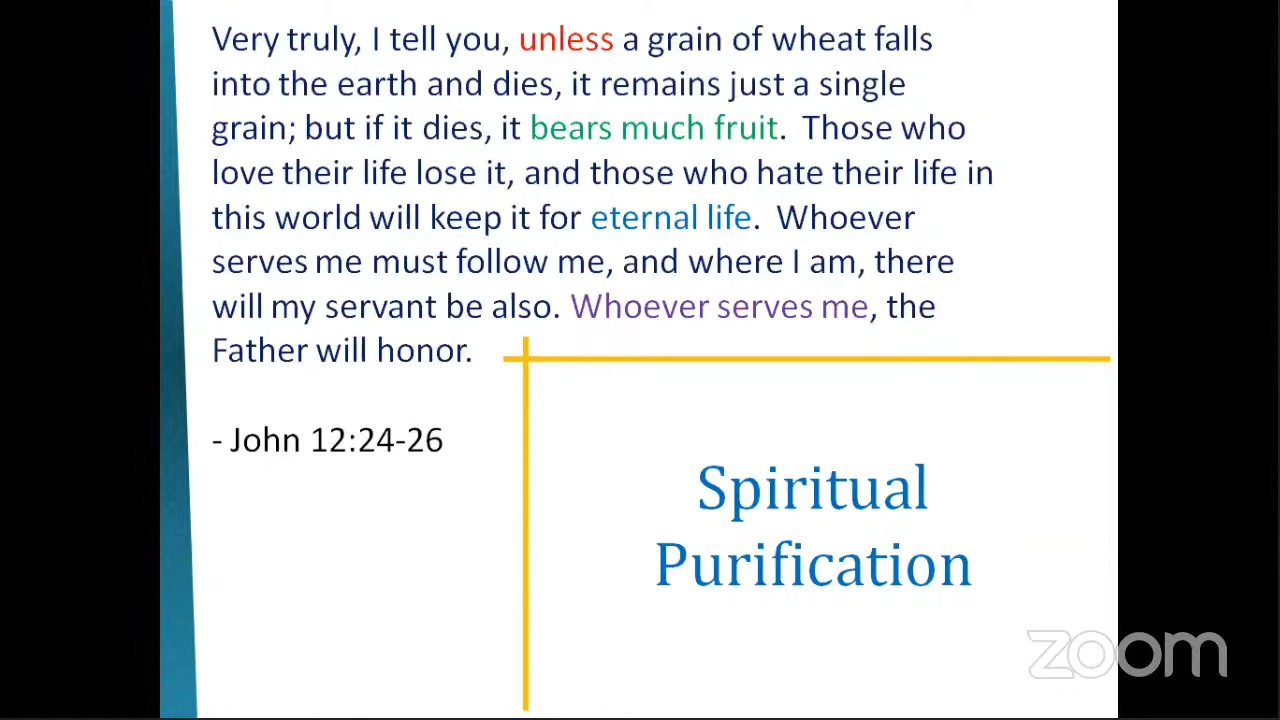 Very truly, I tell you, unless a grain of wheat falls
into the earth and dies, it remains just a single
grain; but if it dies, it bears much fruit.  Those who
love their life lose it, and those who hate their life in
this world will keep it for eternal life.  Whoever
serves me must follow me, and where I am, there
will my servant be also. Whoever serves me, the
Father will honor.
- John 12:24-26
Spiritual
Purification
zoom